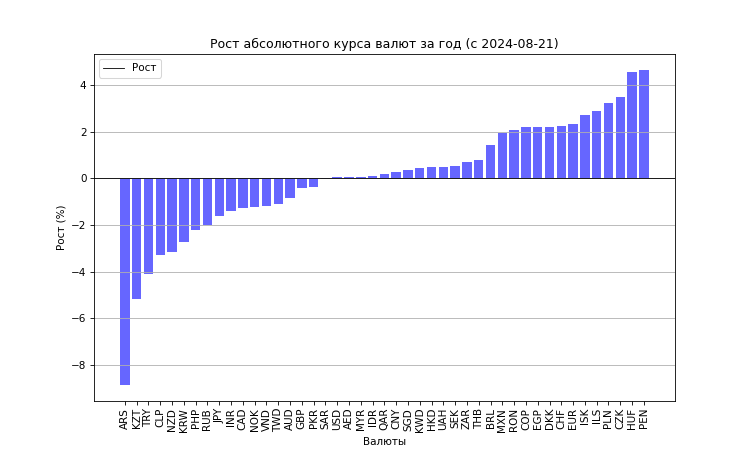 Рост абсолютного курса валют за год (с 2024-08-21)
Рост
4
2
0
−2
−4
−6
−8
Рост (%)
ARS KZT TRY CLP NZD KRW PHP RUB JPY INR CAD NOK VND TWD AUD GBP PKR SAR USD AED MYR IDR QAR CNY SGD KWD HKD UAH SEK ZAR THB BRL MXN RON COP EGP DKK CHF EUR ISK ILS PLN CZK HUF PEN
Валюты